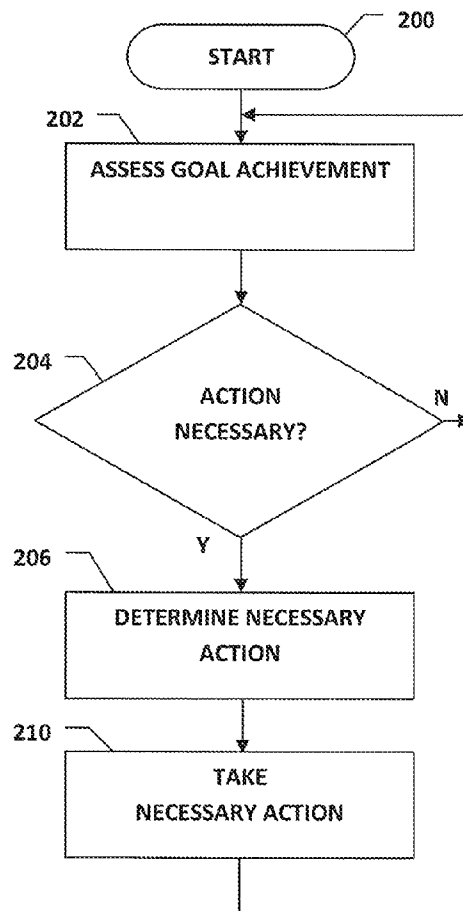 200
START
202
ASSESS GOAL ACHIEVEMENT
204
ACTION
NECESSARY?
N
Y
206
DETERMINE NECESSARY
ACTION
210
TAKE
NECESSARY ACTION